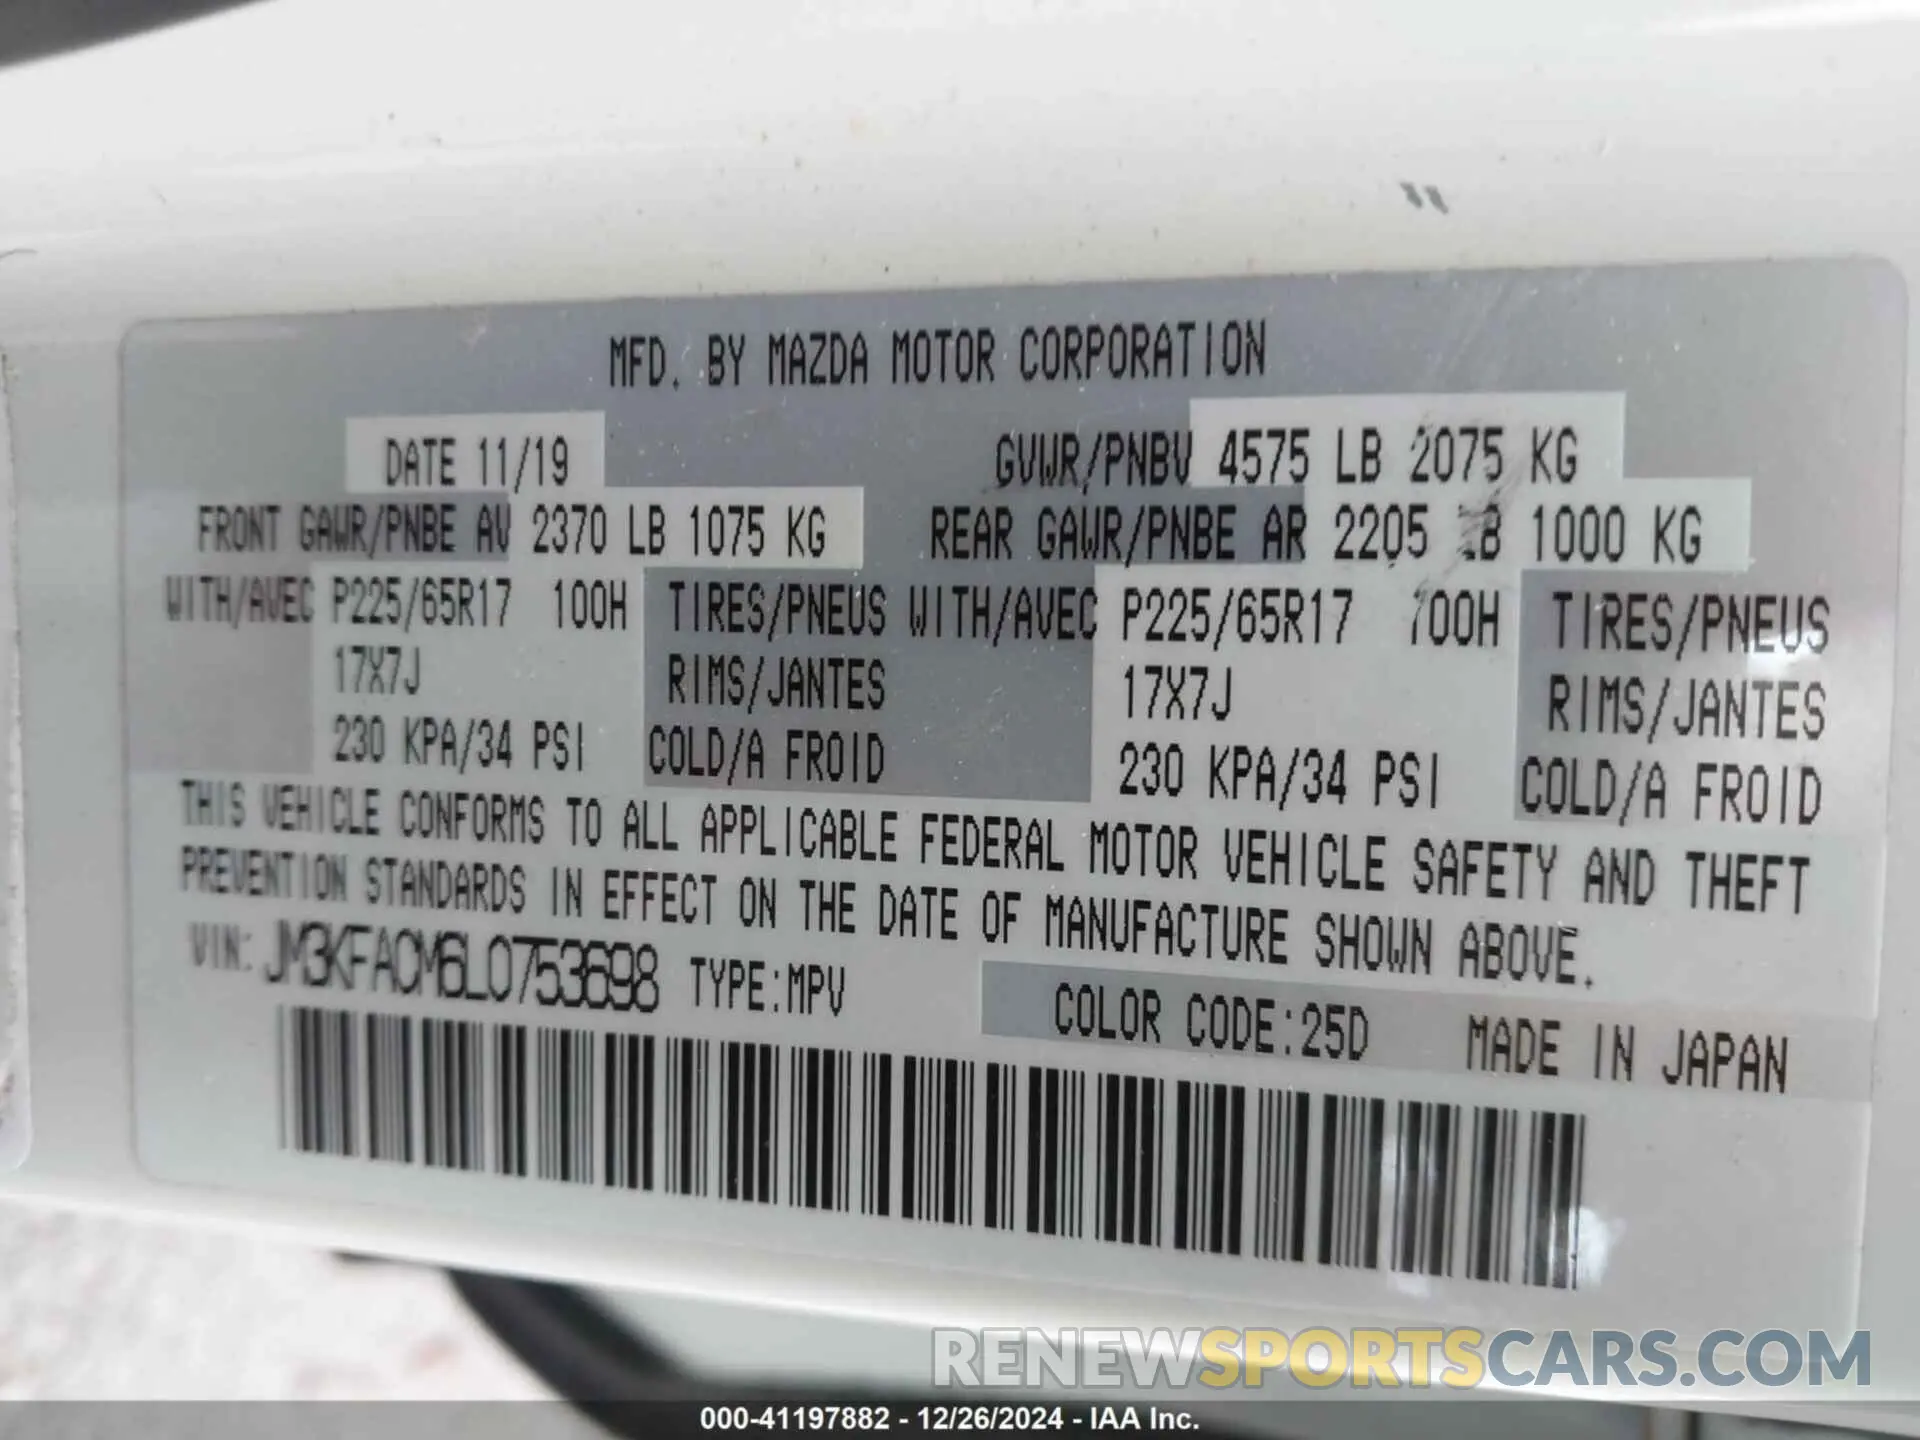 MFD. BY MAZDA MOTOR CORPORATION
DATE 11/19 GVWR/PNBV 4575 LB 2075 KG
FRONT GAWR/PNBE AV 2370 LB 1075 KG REAR GAWR/PNBE AR 2205 LB 1000 KG
WITH/AVEC P225/65R17 100H TIRES/PNEUS WITH/AVEC P225/65R17 100H TIRES/PNEUS
17X7J RIMS/JANTES 17X7J RIMS/JANTES
230 KPA/34 PSI COLD/A FROID 230 KPA/34 PSI COLD/A FROID
THIS VEHICLE CONFORMS TO ALL APPLICABLE FEDERAL MOTOR VEHICLE SAFETY AND THEFT
PREVENTION STANDARDS IN EFFECT ON THE DATE OF MANUFACTURE SHOWN ABOVE.
VIN: JM3KFACM6L0753698 TYPE:MPV
COLOR CODE:25D MADE IN JAPAN
RENEWSPORTSCARS.COM
000-41197882 - 12/26/2024 - IAA Inc.